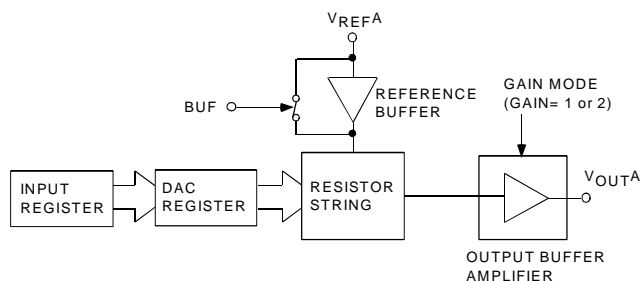 VREFA
GAIN MODE
(GAIN= 1 or 2)
REFERENCE
BUFFER
BUF
INPUT
REGISTER
DAC
REGISTER
RESISTOR
STRING
VOUTA
OUTPUT BUFFER
AMPLIFIER